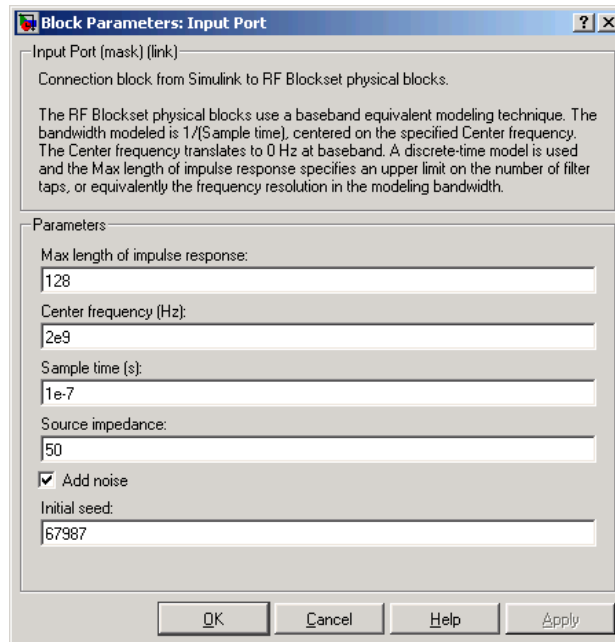 Block Parameters: Input Port
Input Port (mask) (link)
Connection block from Simulink to RF Blockset physical blocks.
The RF Blockset physical blocks use a baseband equivalent modeling technique. The
bandwidth modeled is 1/(Sample time), centered on the specified Center frequency.
The Center frequency translates to 0 Hz at baseband. A discrete-time model is used
and the Max length of impulse response specifies an upper limit on the number of filter
taps, or equivalently the frequency resolution in the modeling bandwidth.
Parameters
Max length of impulse response:
128
Center frequency (Hz):
2e9
Sample time (s):
1e-7
Source impedance:
50
Add noise
Initial seed:
67987
OK Cancel Help Apply